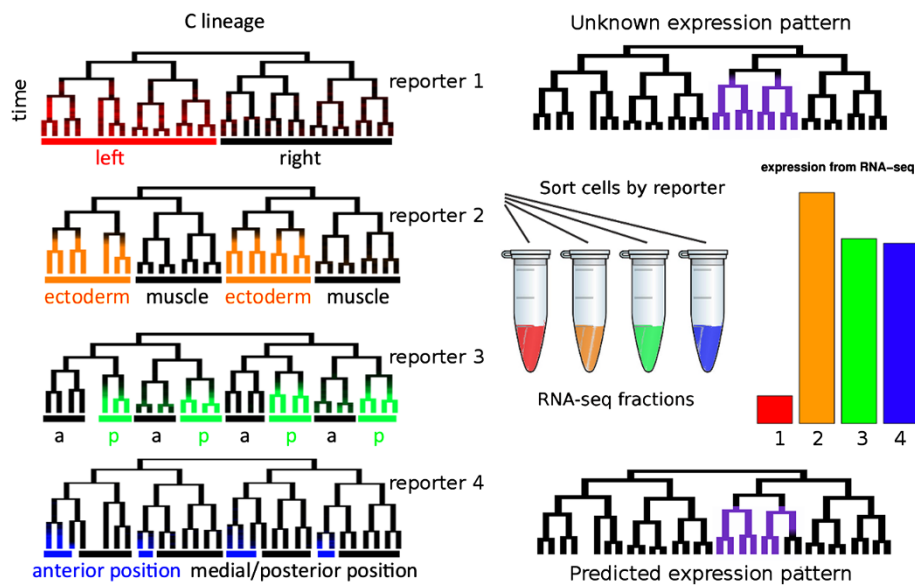 C lineage
time
reporter 1
left right
reporter 2
ectoderm muscle ectoderm muscle
reporter 3
a p a p a p a p
reporter 4
anterior position medial/posterior position
Unknown expression pattern
Sort cells by reporter
expression from RNA-seq
RNA-seq fractions
1 2 3 4
Predicted expression pattern